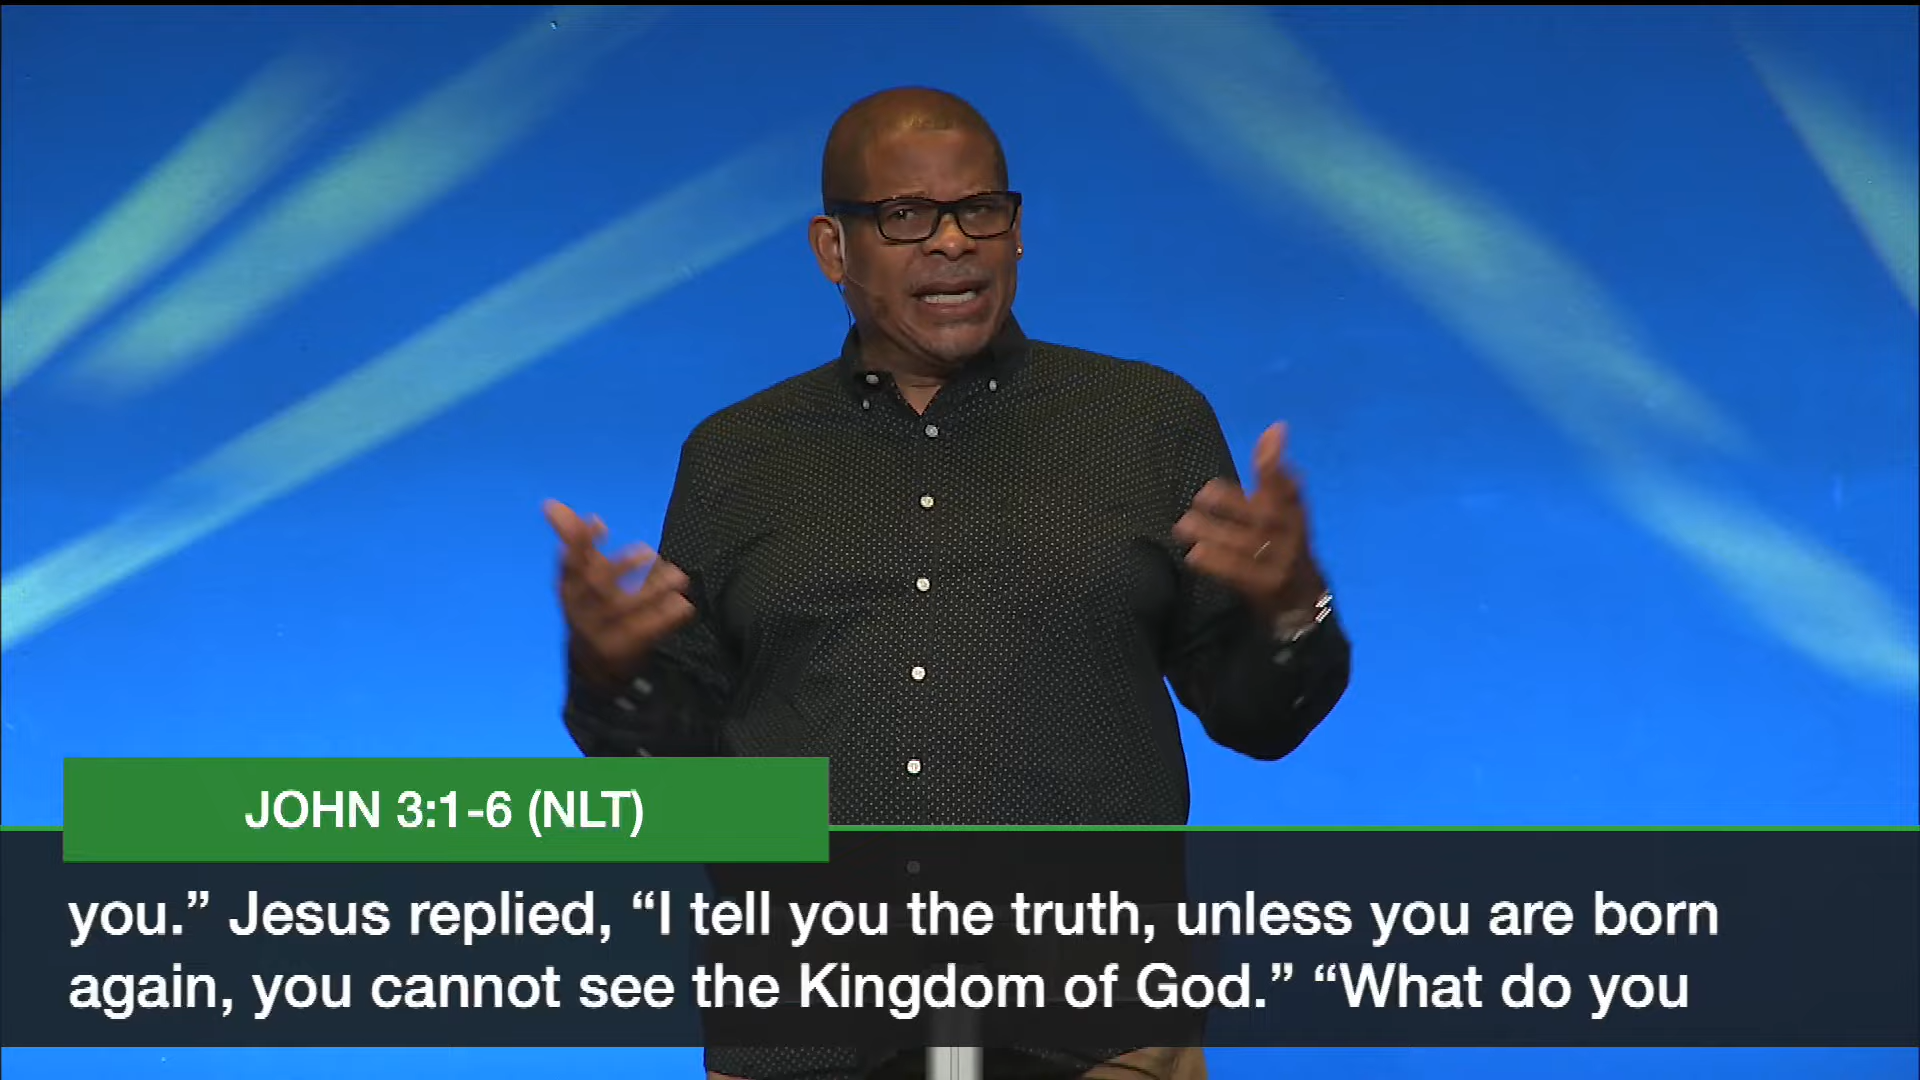 JOHN 3:1-6 (NLT)
you.” Jesus replied, “I tell you the truth, unless you are born
again, you cannot see the Kingdom of God.” “What do you